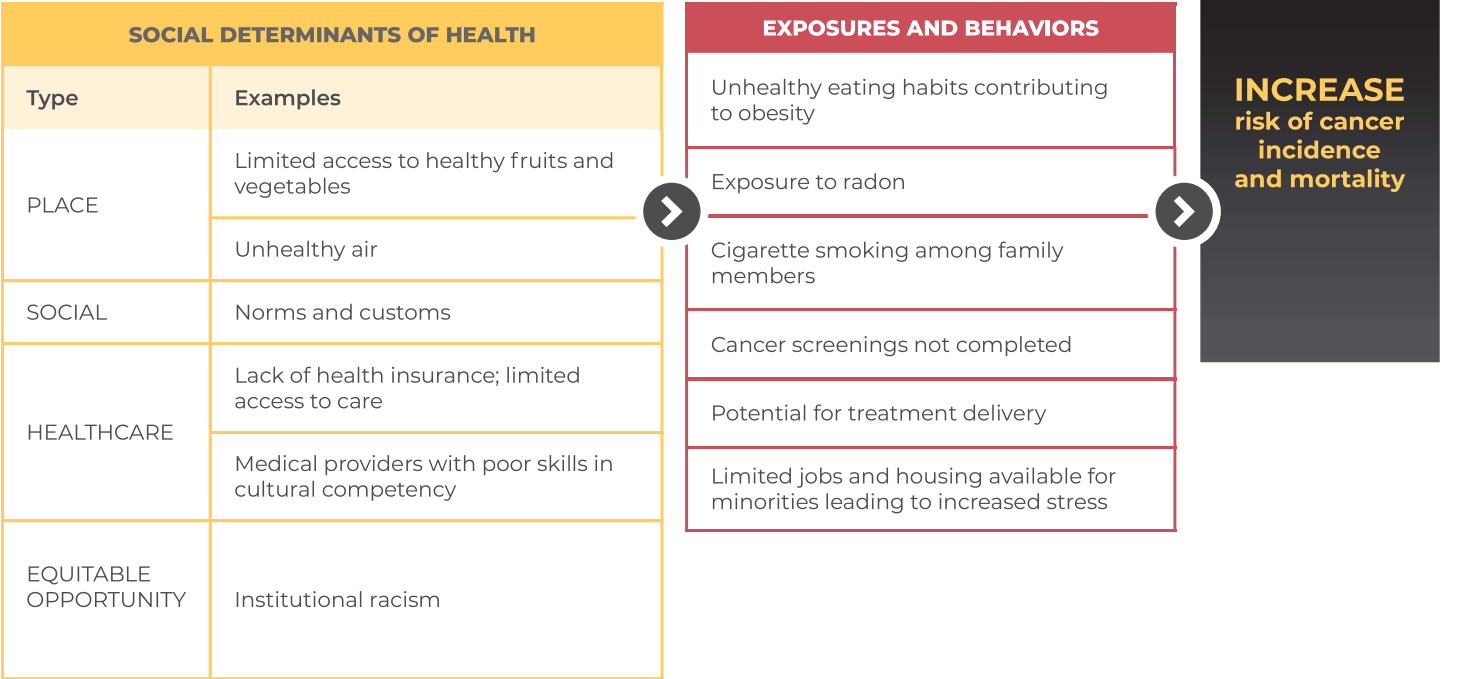 SOCIAL DETERMINANTS OF HEALTH
Type
Examples
PLACE
Limited access to healthy fruits and
vegetables
Unhealthy air
SOCIAL
Norms and customs
HEALTHCARE
Lack of health insurance; limited
access to care
Medical providers with poor skills in
cultural competency
EQUITABLE
OPPORTUNITY
Institutional racism
EXPOSURES AND BEHAVIORS
Unhealthy eating habits contributing
to obesity
Exposure to radon
Cigarette smoking among family
members
Cancer screenings not completed
Potential for treatment delivery
Limited jobs and housing available for
minorities leading to increased stress
INCREASE
risk of cancer
incidence
and mortality